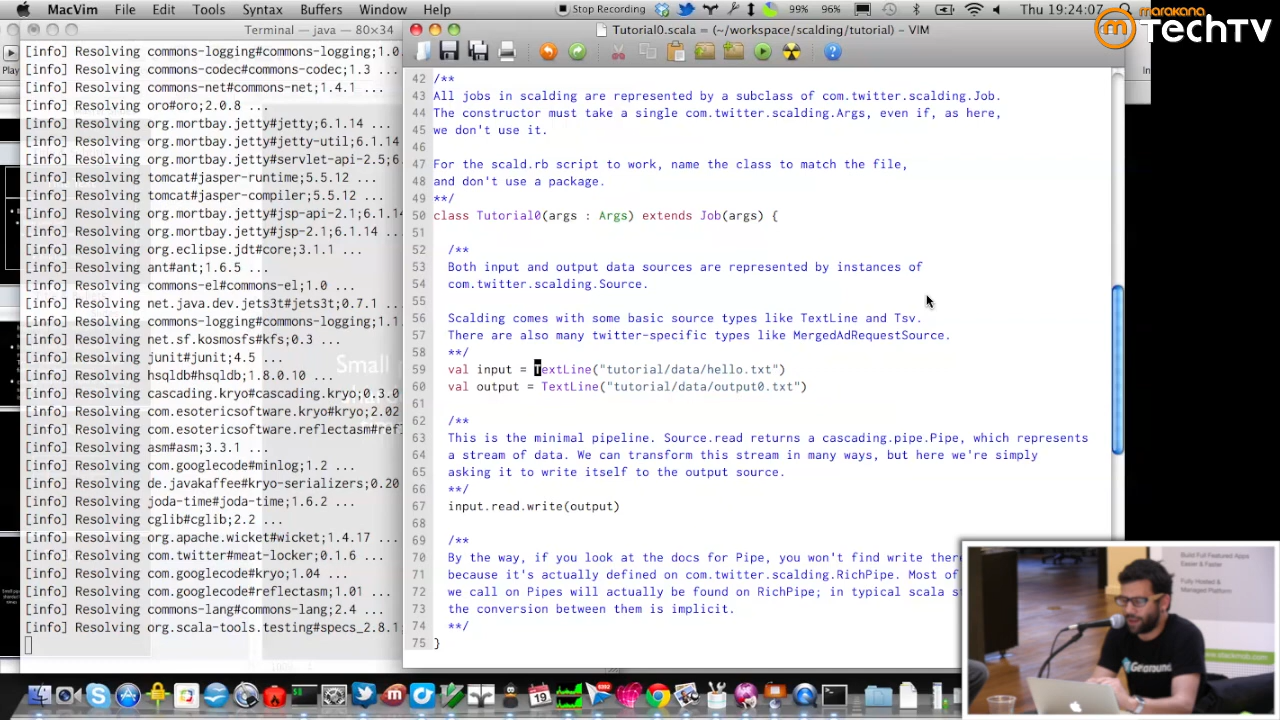 MacVim File Edit Tools Syntax Buffers Window Help
Stop Recording 99% 96% Thu 19:24:07
marakana
TechTV
Terminal — java — 80×34
[info] Resolving commons-logging#commons-logging;1.0.
[info] Resolving commons-codec#commons-codec;1.3 ...
[info] Resolving commons-net#commons-net;1.4.1 ...
[info] Resolving oro#oro;2.0.8 ...
[info] Resolving org.mortbay.jetty#jetty;6.1.14 ...
[info] Resolving org.mortbay.jetty#jetty-util;6.1.14
[info] Resolving org.mortbay.jetty#servlet-api-2.5;6.
[info] Resolving tomcat#jasper-runtime;5.5.12 ...
[info] Resolving tomcat#jasper-compiler;5.5.12 ...
[info] Resolving org.mortbay.jetty#jsp-api-2.1;6.1.14
[info] Resolving org.mortbay.jetty#jsp-2.1;6.1.14 ...
[info] Resolving org.eclipse.jdt#core;3.1.1 ...
[info] Resolving ant#ant;1.6.5 ...
[info] Resolving commons-el#commons-el;1.0 ...
[info] Resolving net.java.dev.jets3t#jets3t;0.7.1 ...
[info] Resolving commons-logging#commons-logging;1.1.
[info] Resolving net.sf.kosmosfs#kfs;0.3 ...
[info] Resolving junit#junit;4.5 ...
[info] Resolving hsqldb#hsqldb;1.8.0.10 ...
[info] Resolving cascading.kryo#cascading.kryo;0.3.0
[info] Resolving com.esotericsoftware.kryo#kryo;2.02
[info] Resolving com.esotericsoftware.reflectasm#refl
[info] Resolving asm#asm;3.3.1 ...
[info] Resolving com.googlecode#minlog;1.2 ...
[info] Resolving de.javakaffee#kryo-serializers;0.20
[info] Resolving joda-time#joda-time;1.6.2 ...
[info] Resolving cglib#cglib;2.2 ...
[info] Resolving org.apache.wicket#wicket;1.4.17 ...
[info] Resolving com.twitter#meat-locker;0.1.6 ...
[info] Resolving com.googlecode#kryo;1.04 ...
[info] Resolving com.googlecode#reflectasm;1.01 ...
[info] Resolving commons-lang#commons-lang;2.4 ...
[info] Resolving org.scala-tools.testing#specs_2.8.1
Small
Tutorial0.scala = (~/workspace/scalding/tutorial) – VIM
42 /**
43 All jobs in scalding are represented by a subclass of com.twitter.scalding.Job.
44 The constructor must take a single com.twitter.scalding.Args, even if, as here,
45 we don't use it.
46
47 For the scald.rb script to work, name the class to match the file,
48 and don't use a package.
49 **/
50 class Tutorial0(args : Args) extends Job(args) {
51
52 /**
53 Both input and output data sources are represented by instances of
54 com.twitter.scalding.Source.
55
56 Scalding comes with some basic source types like TextLine and Tsv.
57 There are also many twitter-specific types like MergedAdRequestSource.
58 **/
59 val input = TextLine("tutorial/data/hello.txt")
60 val output = TextLine("tutorial/data/output0.txt")
61
62 /**
63 This is the minimal pipeline. Source.read returns a cascading.pipe.Pipe, which represents
64 a stream of data. We can transform this stream in many ways, but here we're simply
65 asking it to write itself to the output source.
66 **/
67 input.read.write(output)
68
69 /**
70 By the way, if you look at the docs for Pipe, you won't find write ther
71 because it's actually defined on com.twitter.scalding.RichPipe. Most of
72 we call on Pipes will actually be found on RichPipe; in typical scala s
73 the conversion between them is implicit.
74 **/
75 }
Build Full Featured Apps
Easier & Faster
Fully Hosted &
Managed Platform
www.stackmob.com